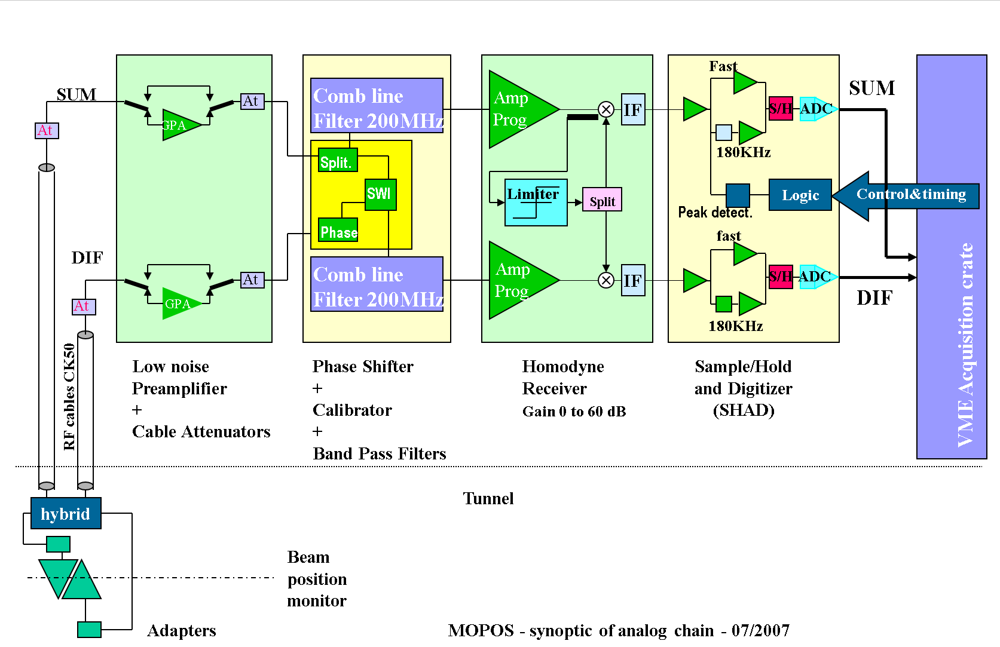 SUM
At
GPA
At
Comb line
Filter 200MHz
Split.
SWI
Phase
Comb line
Filter 200MHz
Amp
Prog
IF
Limiter
Split
Amp
Prog
IF
Fast
S/H
ADC
180KHz
Logic
Control&timing
Peak detect.
fast
S/H
ADC
180KHz
SUM
DIF
VME Acquisition crate
DIF
At
GPA
At
RF cables CK50
Low noise
Preamplifier
+
Cable Attenuators
Phase Shifter
+
Calibrator
+
Band Pass Filters
Homodyne
Receiver
Gain 0 to 60 dB
Sample/Hold
and Digitizer
(SHAD)
Tunnel
hybrid
Beam
position
monitor
Adapters
MOPOS - synoptic of analog chain - 07/2007